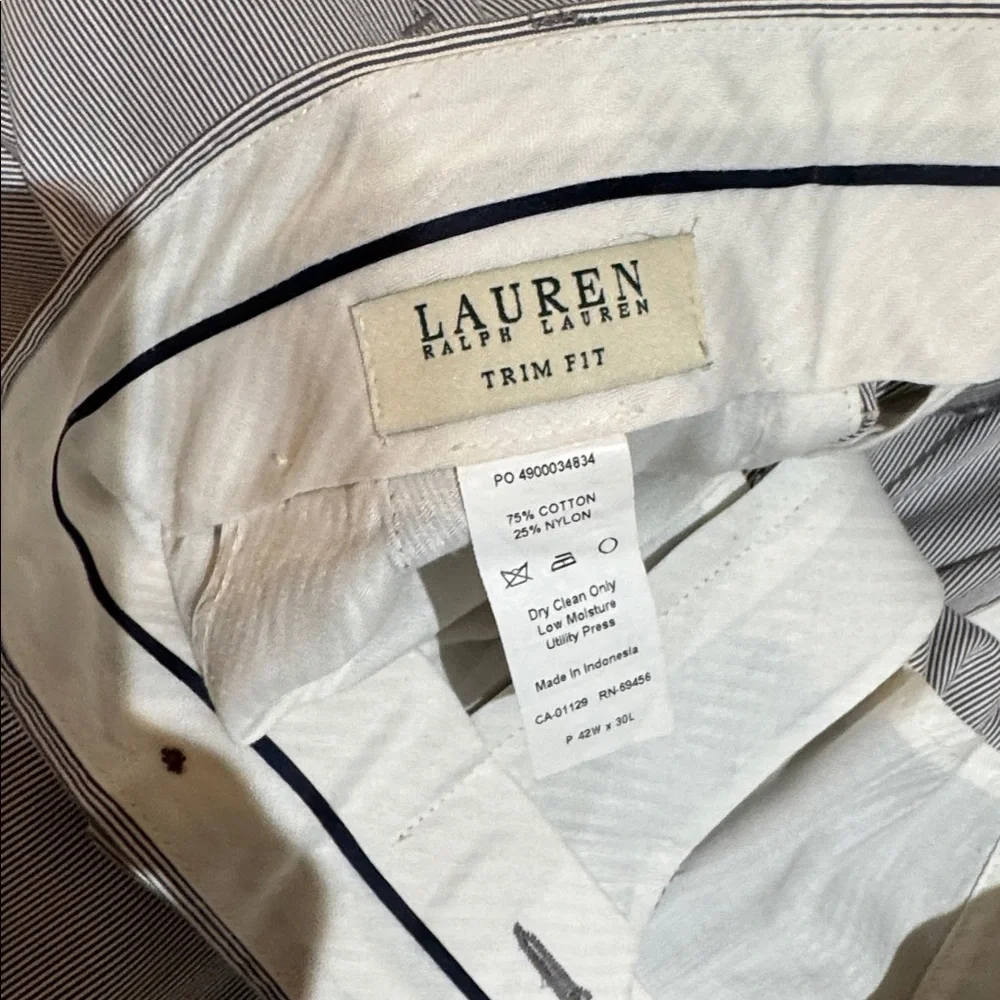 LAUREN
RALPH LAUREN
TRIM FIT
PO 4900034834
75% COTTON
25% NYLON
Dry Clean Only
Low Moisture
Utility Press
Made in Indonesia
CA-01129 RN-69456
P 42W x 30L